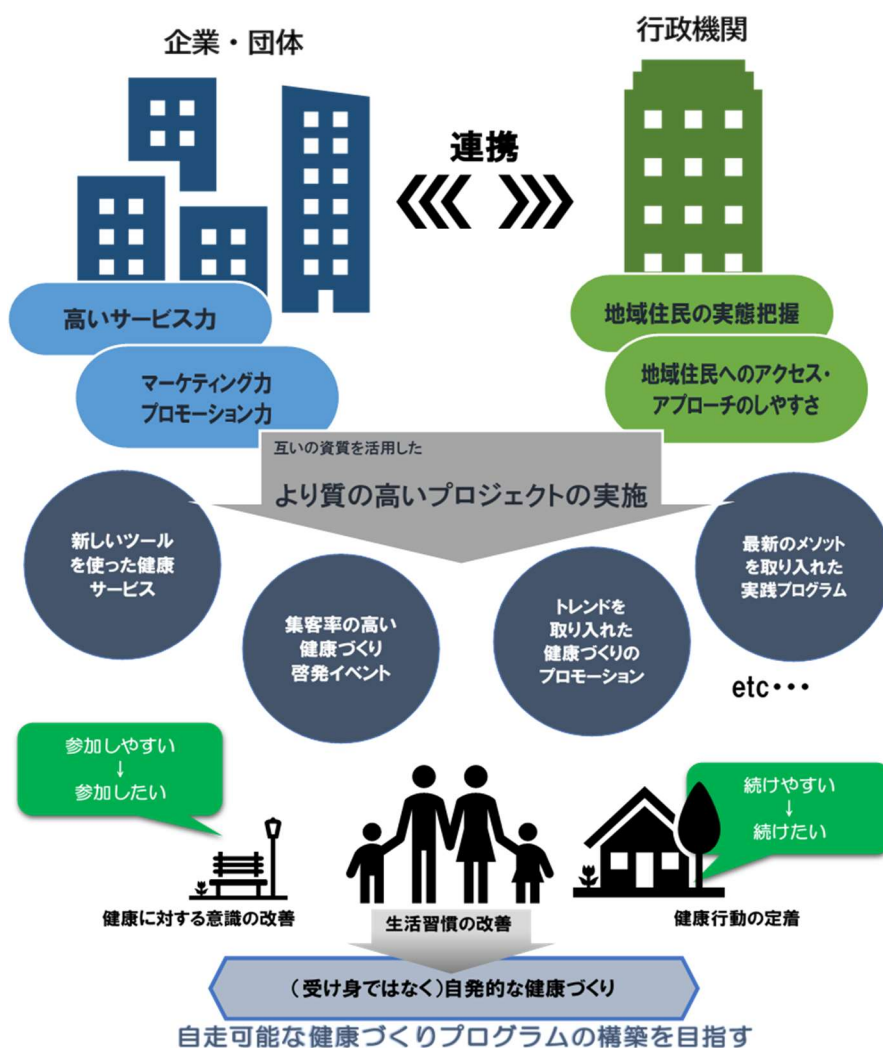 企業・団体
行政機関
連携
高いサービス力
マーケティング力
プロモーション力
地域住民の実態把握
地域住民へのアクセス・
アプローチのしやすさ
互いの資質を活用した
より質の高いプロジェクトの実施
新しいツール
を使った健康
サービス
集客率の高い
健康づくり
啓発イベント
トレンドを
取り入れた
健康づくりの
プロモーション
最新のメソット
を取り入れた
実践プログラム
etc・・・
参加しやすい
↓
参加したい
続けやすい
↓
続けたい
健康に対する意識の改善
生活習慣の改善
健康行動の定着
（受け身ではなく）自発的な健康づくり
自走可能な健康づくりプログラムの構築を目指す